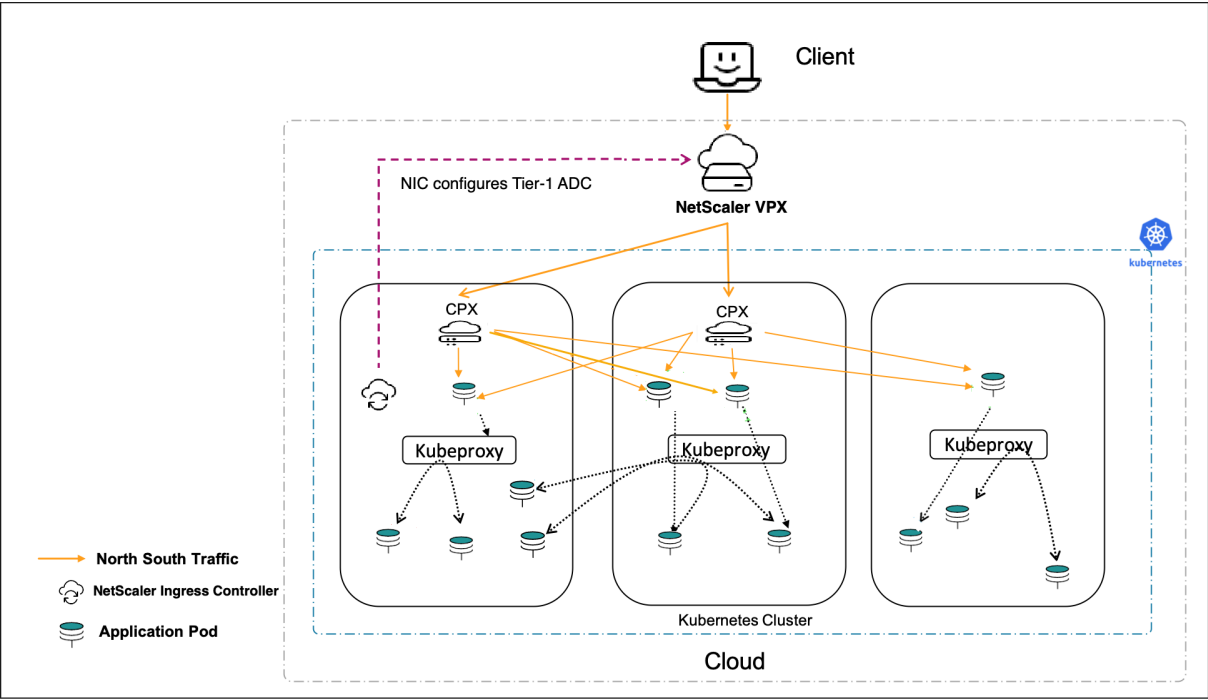 Client
NIC configures Tier-1 ADC
NetScaler VPX
kubernetes
CPX
CPX
Kubeproxy
Kubeproxy
Kubeproxy
North South Traffic
NetScaler Ingress Controller
Application Pod
Kubernetes Cluster
Cloud